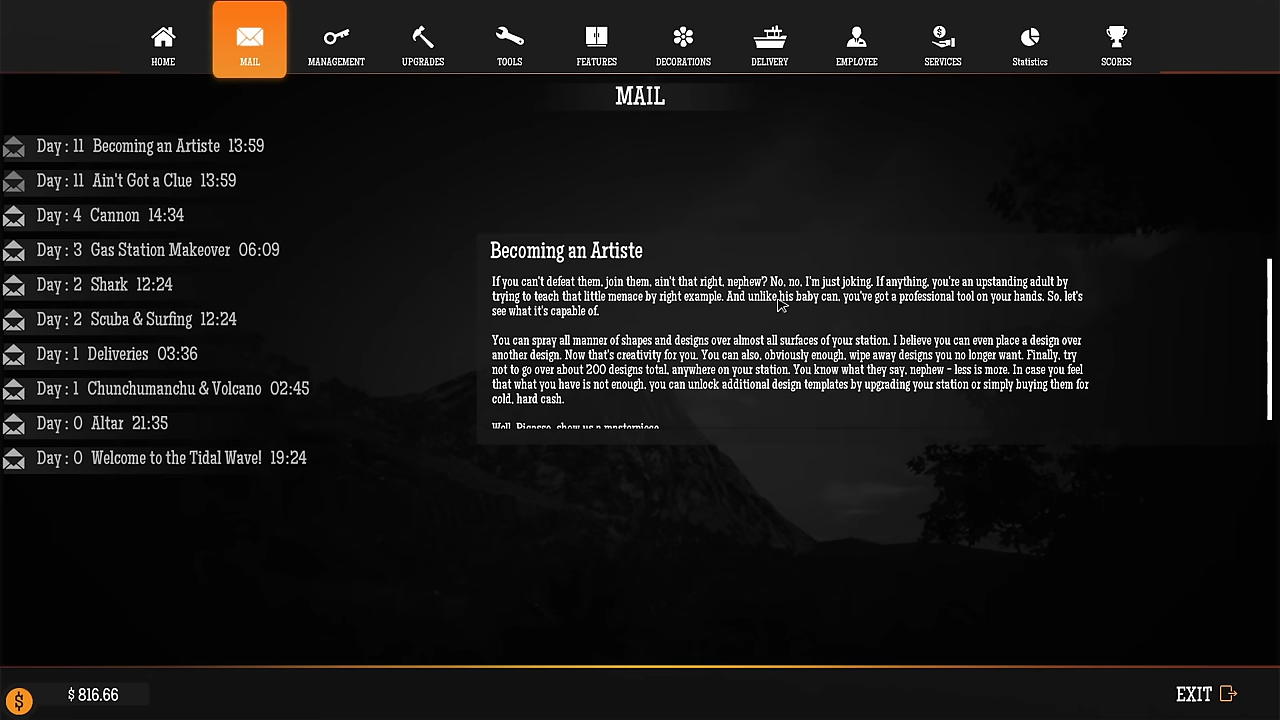 HOME
MAIL
MANAGEMENT
UPGRADES
TOOLS
FEATURES
DECORATIONS
DELIVERY
EMPLOYEE
SERVICES
Statistics
SCORES
MAIL
Day : 11 Becoming an Artiste 13:59
Day : 11 Ain't Got a Clue 13:59
Day : 4 Cannon 14:34
Day : 3 Gas Station Makeover 06:09
Day : 2 Shark 12:24
Day : 2 Scuba & Surfing 12:24
Day : 1 Deliveries 03:36
Day : 1 Chunchumanchu & Volcano 02:45
Day : 0 Altar 21:35
Day : 0 Welcome to the Tidal Wave! 19:24
Becoming an Artiste
If you can't defeat them, join them, ain't that right, nephew? No, no, I'm just joking. If anything, you're an upstanding adult by
trying to teach that little menace by right example. And unlike his baby can, you've got a professional tool on your hands. So, let's
see what it's capable of.
You can spray all manner of shapes and designs over almost all surfaces of your station. I believe you can even place a design over
another design. Now that's creativity for you. You can also, obviously enough, wipe away designs you no longer want. Finally, try
not to go over about 200 designs total, anywhere on your station. You know what they say, nephew - less is more. In case you feel
that what you have is not enough, you can unlock additional design templates by upgrading your station or simply buying them for
cold, hard cash.
Well, Picasso, show us a masterpiece
$ 816.66
EXIT